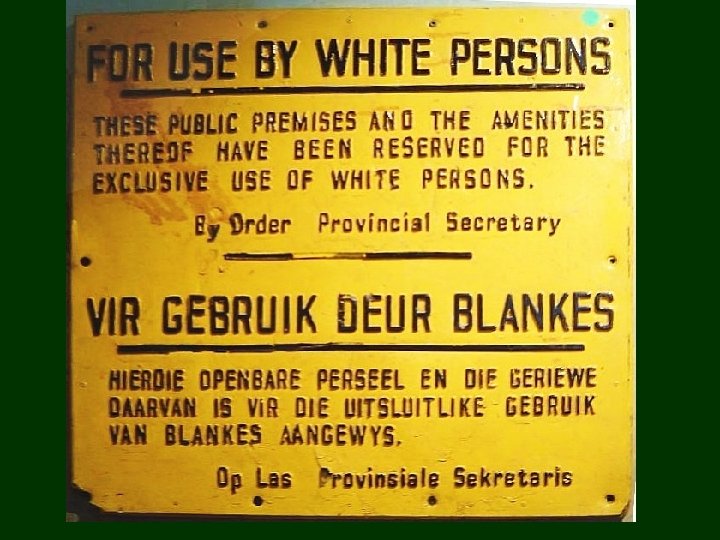 FOR USE BY WHITE PERSONS
THESE PUBLIC PREMISES AND THE AMENITIES
THEREOF HAVE BEEN RESERVED FOR THE
EXCLUSIVE USE OF WHITE PERSONS.
By Order Provincial Secretary
VIR GEBRUIK DEUR BLANKES
HIERDIE OPENBARE PERSEEL EN DIE GERIEWE
DAARVAN IS VIR DIE UITSLUITLIKE GEBRUIK
VAN BLANKES AANGEWYS.
Op Las Provinsiale Sekretaris